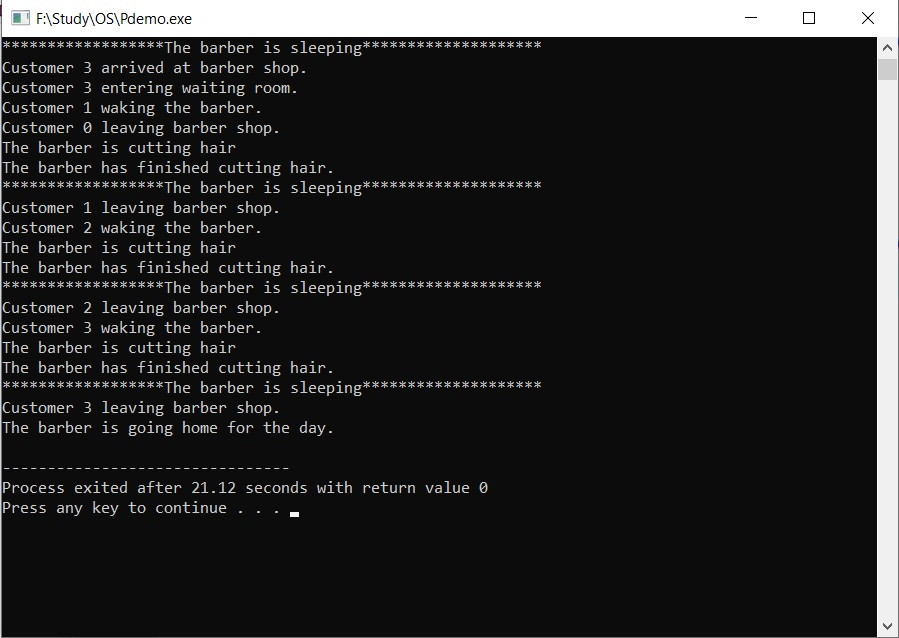 F:\Study\OS\Pdemo.exe
******************The barber is sleeping********************
Customer 3 arrived at barber shop.
Customer 3 entering waiting room.
Customer 1 waking the barber.
Customer 0 leaving barber shop.
The barber is cutting hair
The barber has finished cutting hair.
******************The barber is sleeping********************
Customer 1 leaving barber shop.
Customer 2 waking the barber.
The barber is cutting hair
The barber has finished cutting hair.
******************The barber is sleeping********************
Customer 2 leaving barber shop.
Customer 3 waking the barber.
The barber is cutting hair
The barber has finished cutting hair.
******************The barber is sleeping********************
Customer 3 leaving barber shop.
The barber is going home for the day.
--------------------------------
Process exited after 21.12 seconds with return value 0
Press any key to continue . . .